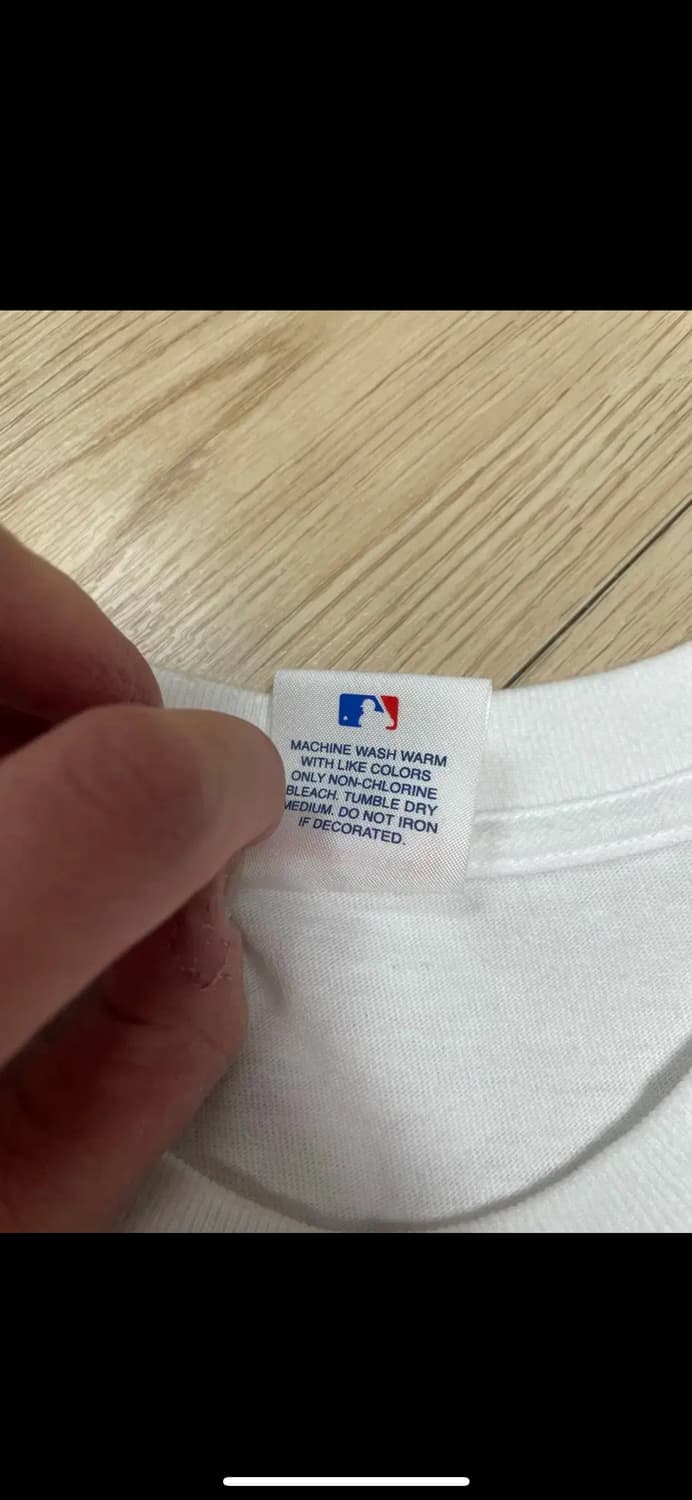 MACHINE WASH WARM
WITH LIKE COLORS
ONLY NON-CHLORINE
BLEACH. TUMBLE DRY
MEDIUM. DO NOT IRON
IF DECORATED.